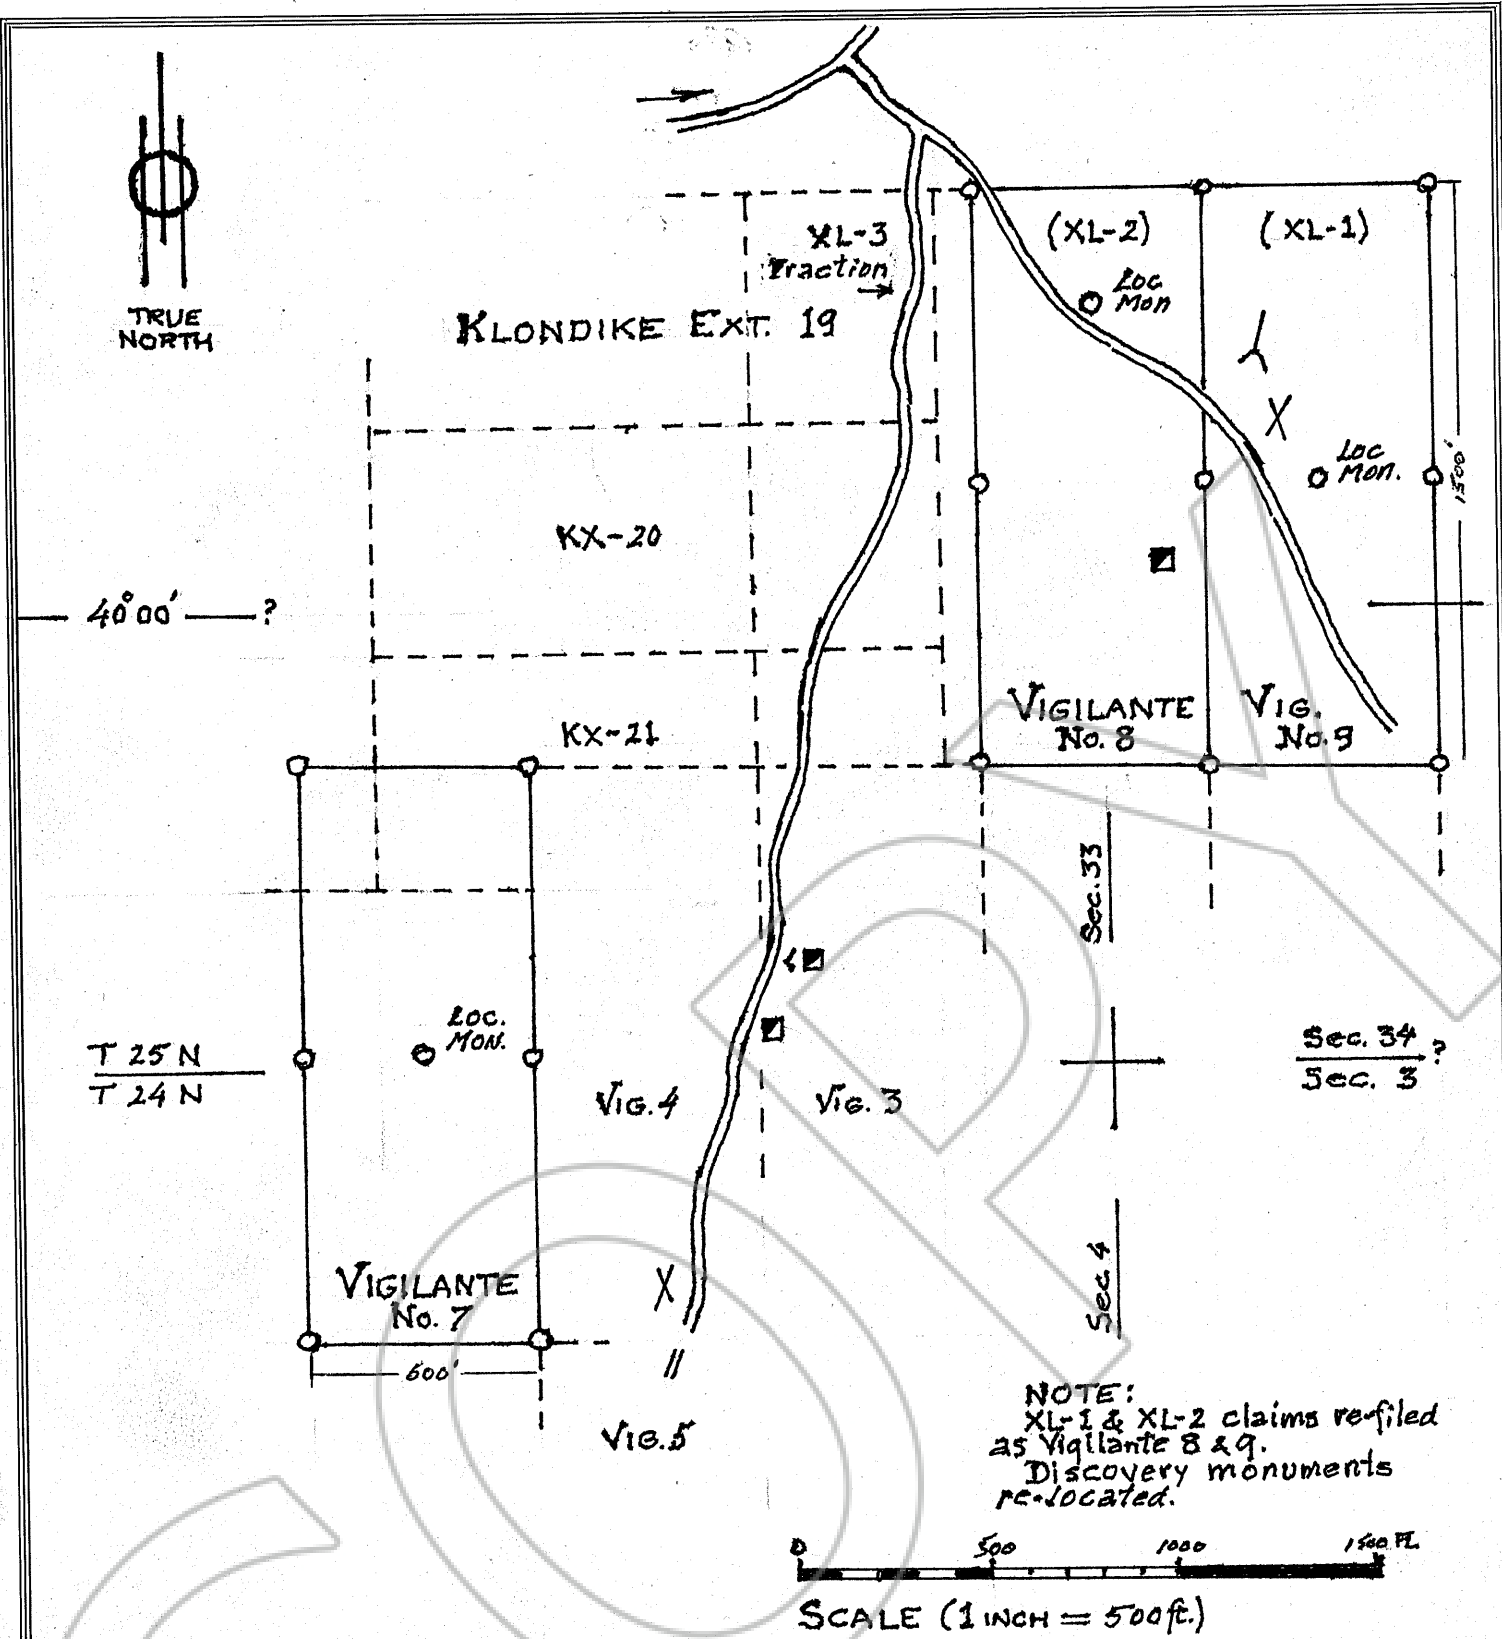 TRUE
NORTH
XL-3
Fraction
(XL-2)
(XL-1)
Loc
Mon
KLONDIKE EXT. 19
Loc
Mon.
1500'
KX-20
40°00' ?
VIGILANTE
No. 8
VIG.
No. 9
KX-21
Sec. 33
LOC.
MON.
T 25 N
T 24 N
Sec. 34
Sec. 3 ?
VIG. 4
VIG. 3
Sec 4
VIGILANTE
No. 7
600'
VIG. 5
NOTE:
XL-1 & XL-2 claims re-filed
as Vigilante 8 & 9.
Discovery monuments
re-located.
0 500 1000 1500 Ft.
SCALE (1 INCH = 500 ft.)
COPY